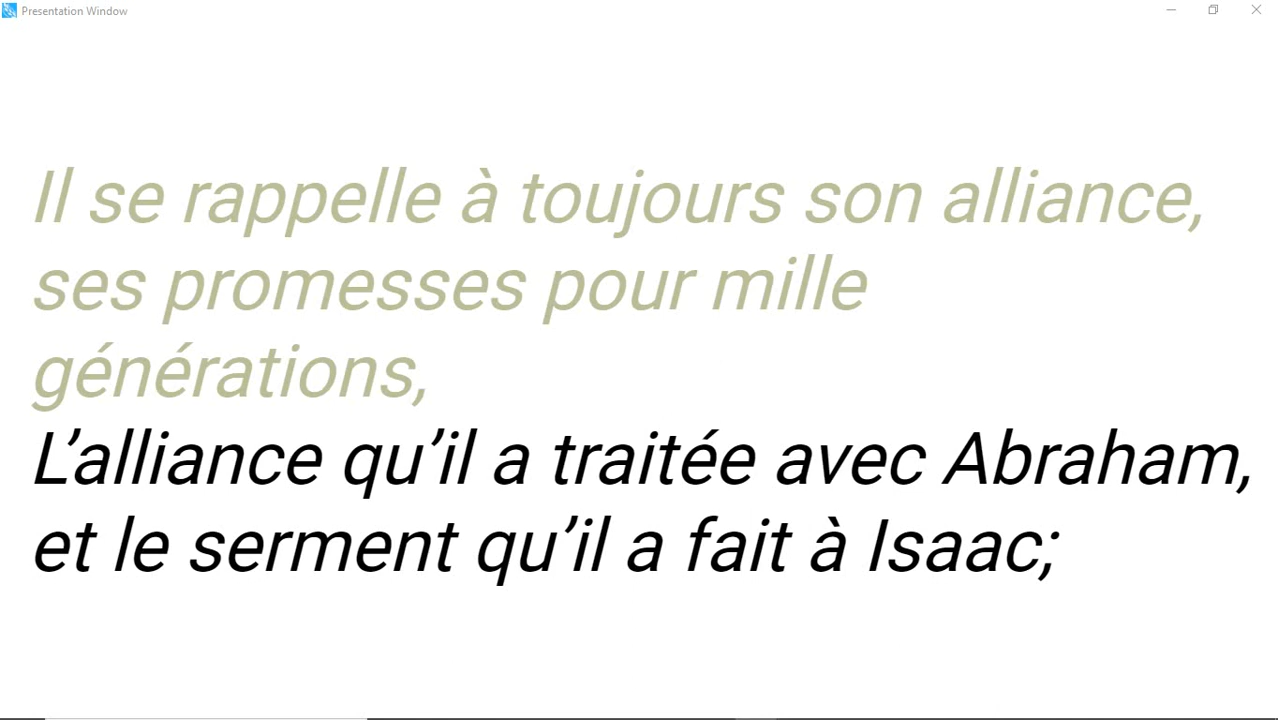 Presentation Window
Il se rappelle à toujours son alliance,
ses promesses pour mille
générations,
L’alliance qu’il a traitée avec Abraham,
et le serment qu’il a fait à Isaac;